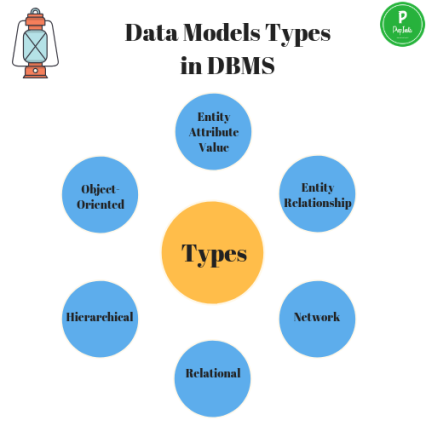 Data Models Types
in DBMS
P
Entity
Attribute
Value
Object-
Oriented
Entity
Relationship
Types
Hierarchical
Network
Relational